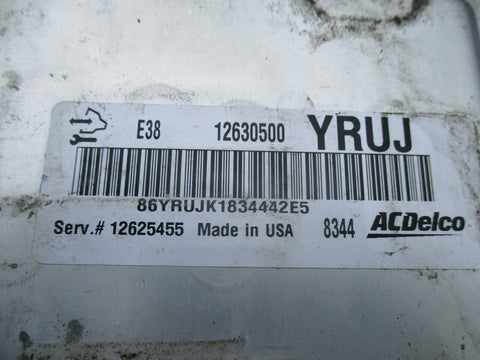 E38 12630500 YRUJ
86YRUJK1834442E5
Serv.# 12625455 Made in USA 8344 ACDelco